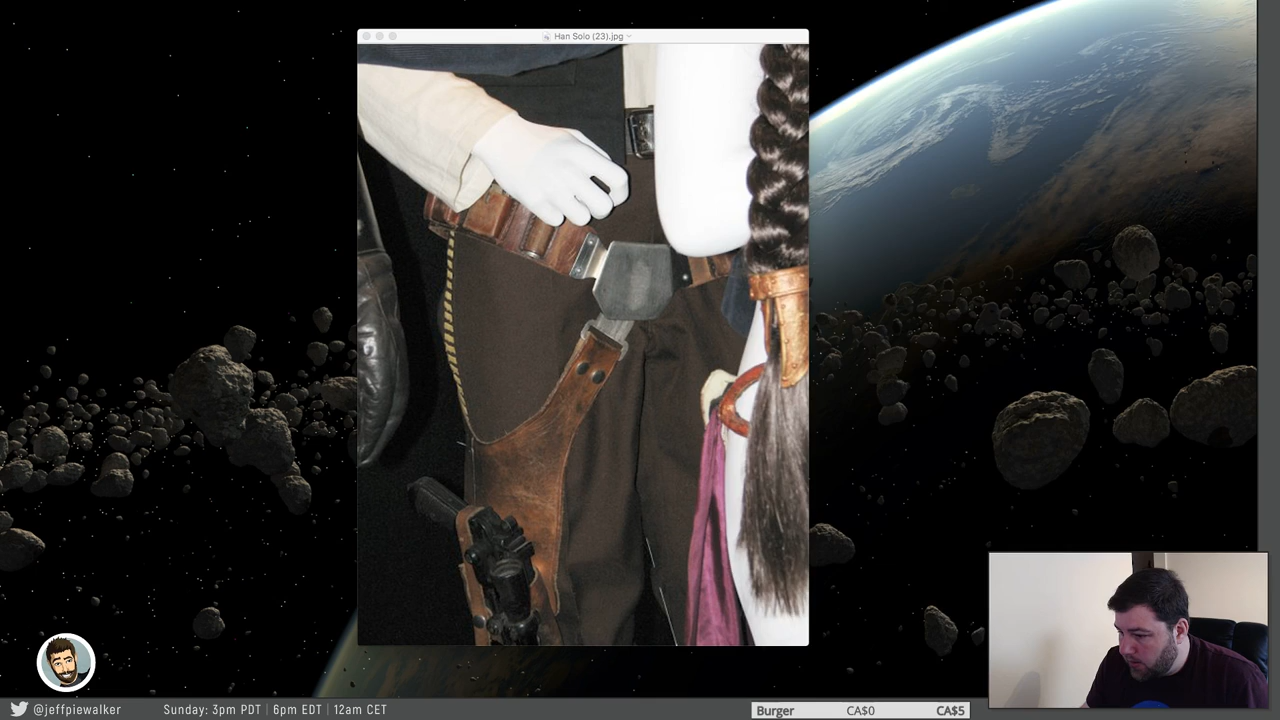 Han Solo (23).jpg
@jeffpiewalker
Sunday: 3pm PDT | 6pm EDT | 12am CET
Burger CA$0 CA$5